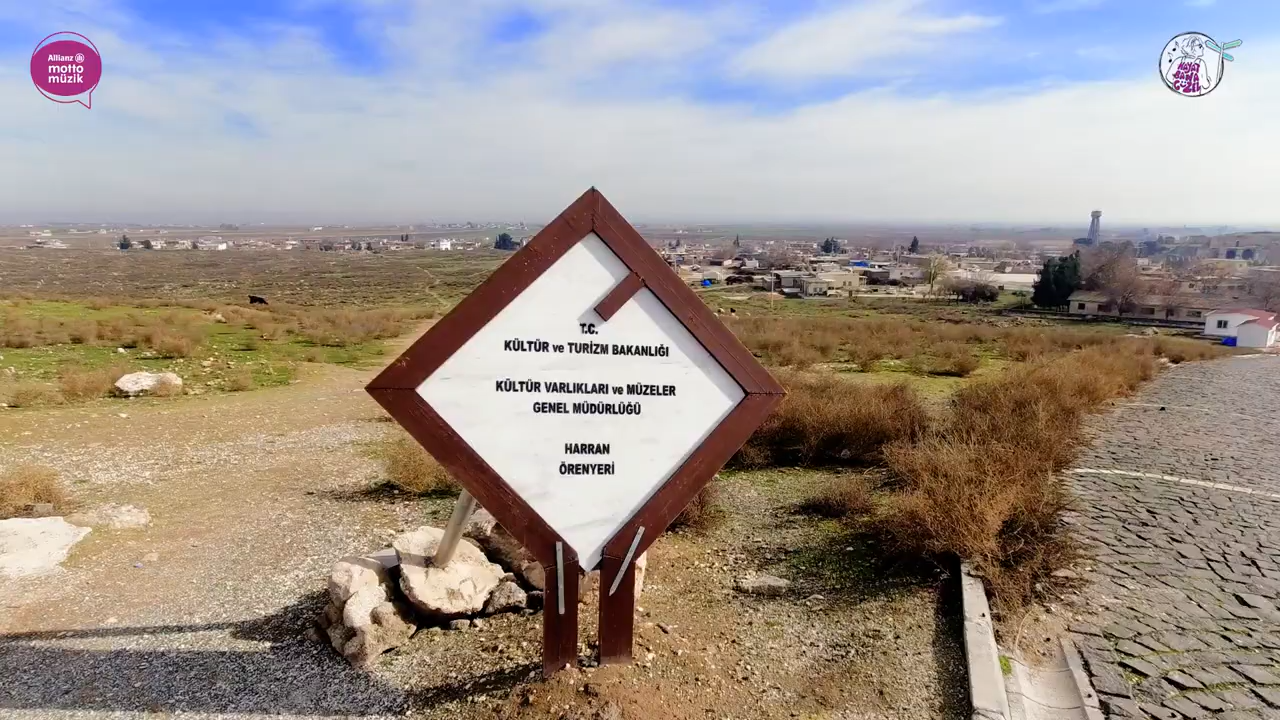 Allianz
motto
müzik
T.C.
KÜLTÜR ve TURİZM BAKANLIĞI
KÜLTÜR VARLIKLARI ve MÜZELER
GENEL MÜDÜRLÜĞÜ
HARRAN
ÖRENYERİ